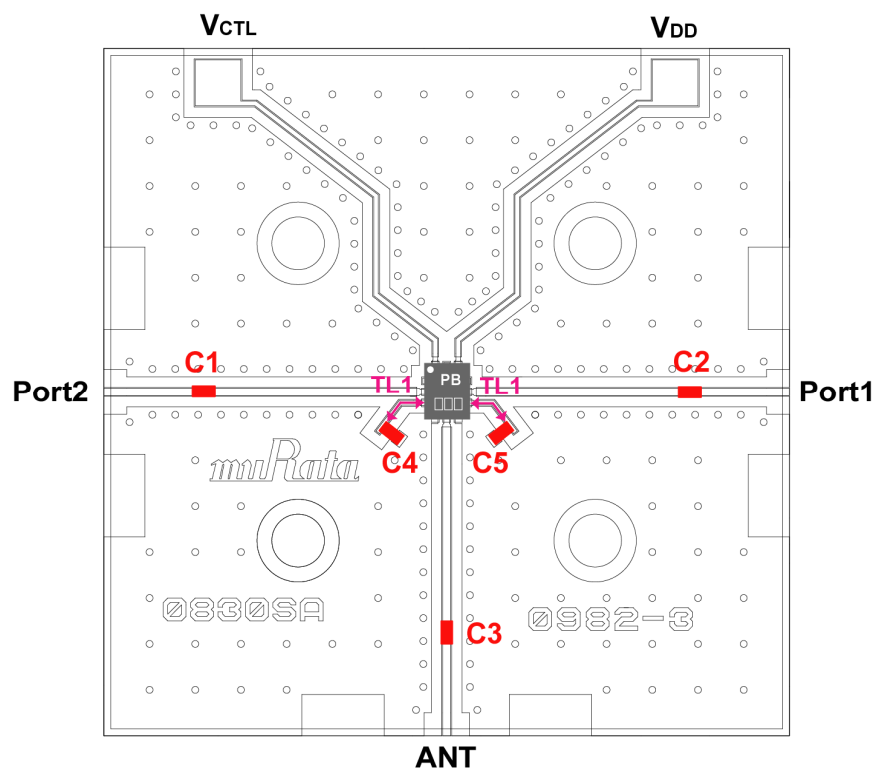 VCTL VDD
C1 TL1 PB TL1 C2
Port2 Port1
C4 C5
muRata
0830SA 0982-3
C3
ANT